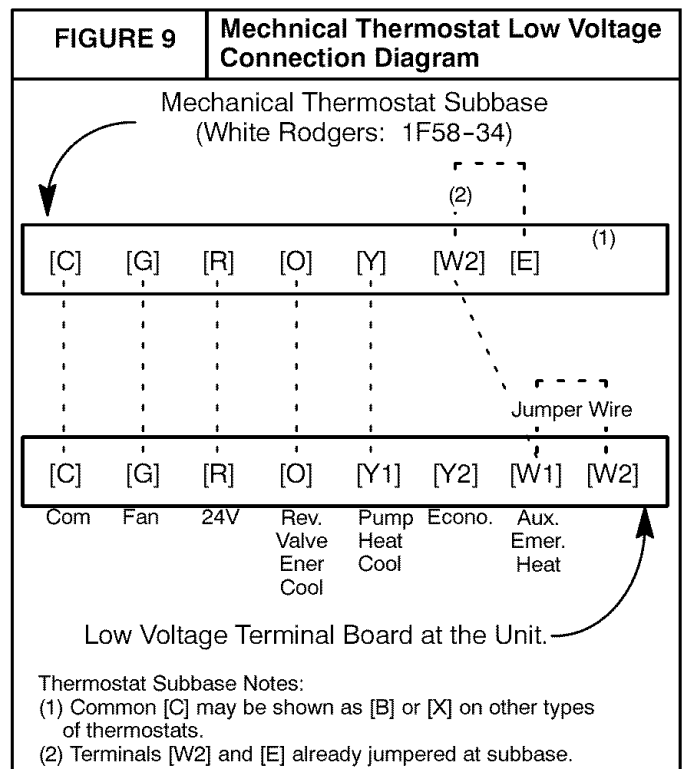 FIGURE 9
Mechnical Thermostat Low Voltage
Connection Diagram
Mechanical Thermostat Subbase
(White Rodgers: 1F58-34)
(2)
(1)
[C] [G] [R] [O] [Y] [W2] [E]
Jumper Wire
[C] [G] [R] [O] [Y1] [Y2] [W1] [W2]
Com Fan 24V Rev. Pump Econo. Aux.
Valve Heat Emer.
Ener Cool Heat
Cool
Low Voltage Terminal Board at the Unit.
Thermostat Subbase Notes:
(1) Common [C] may be shown as [B] or [X] on other types
of thermostats.
(2) Terminals [W2] and [E] already jumpered at subbase.